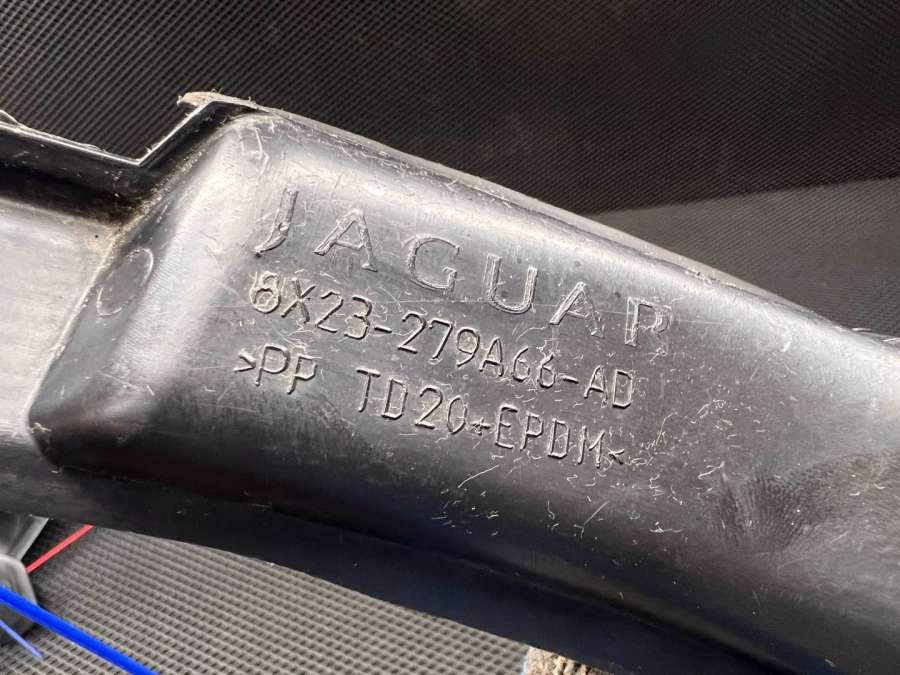 JAGUAR
8X23-279A66-AD
>PP TD20+EPDM<